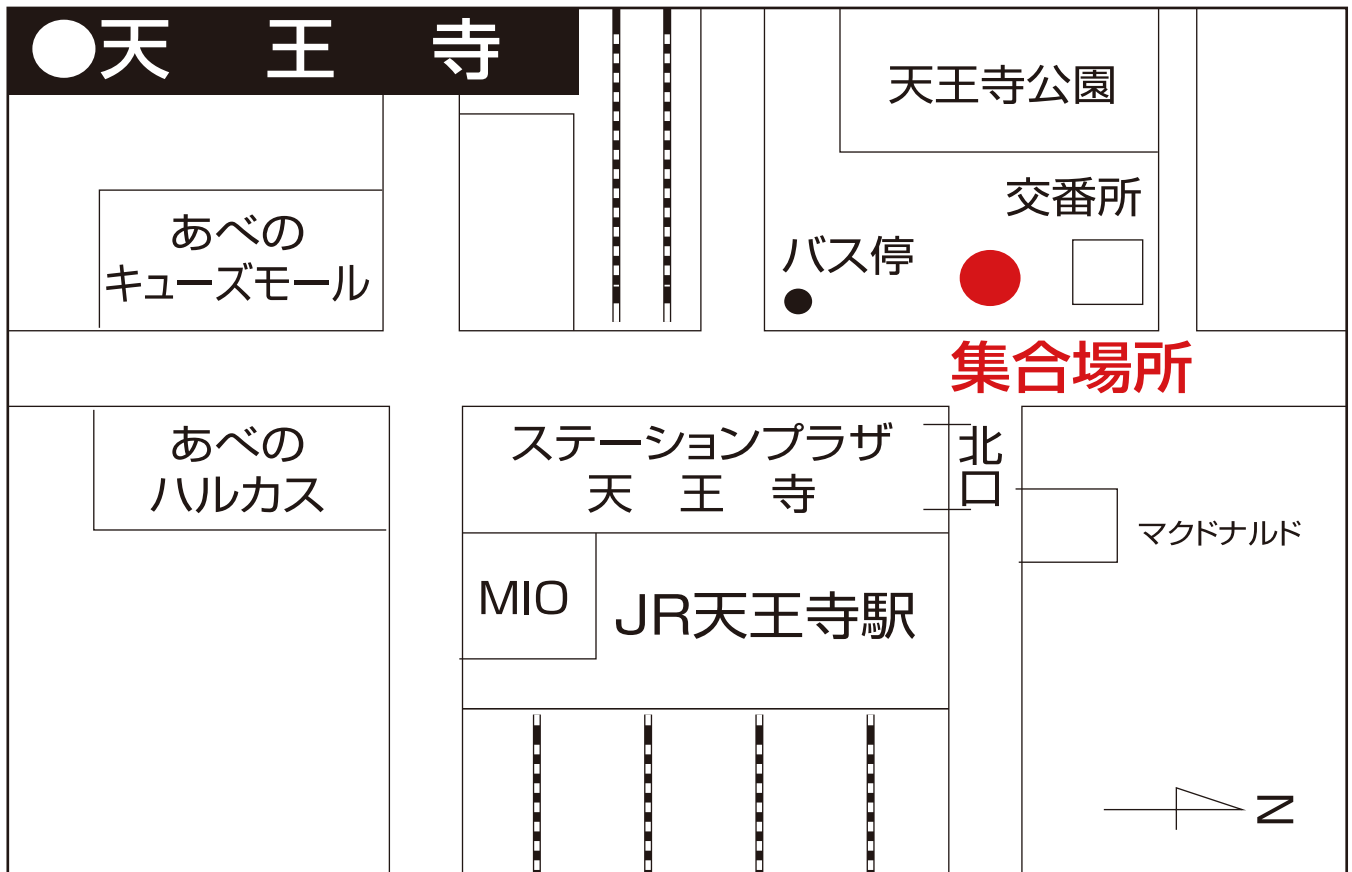 ●天王寺
天王寺公園
交番所
バス停
あべの
キューズモール
集合場所
あべの
ハルカス
ステーションプラザ
天王寺
北口
マクドナルド
MIO
JR天王寺駅
N